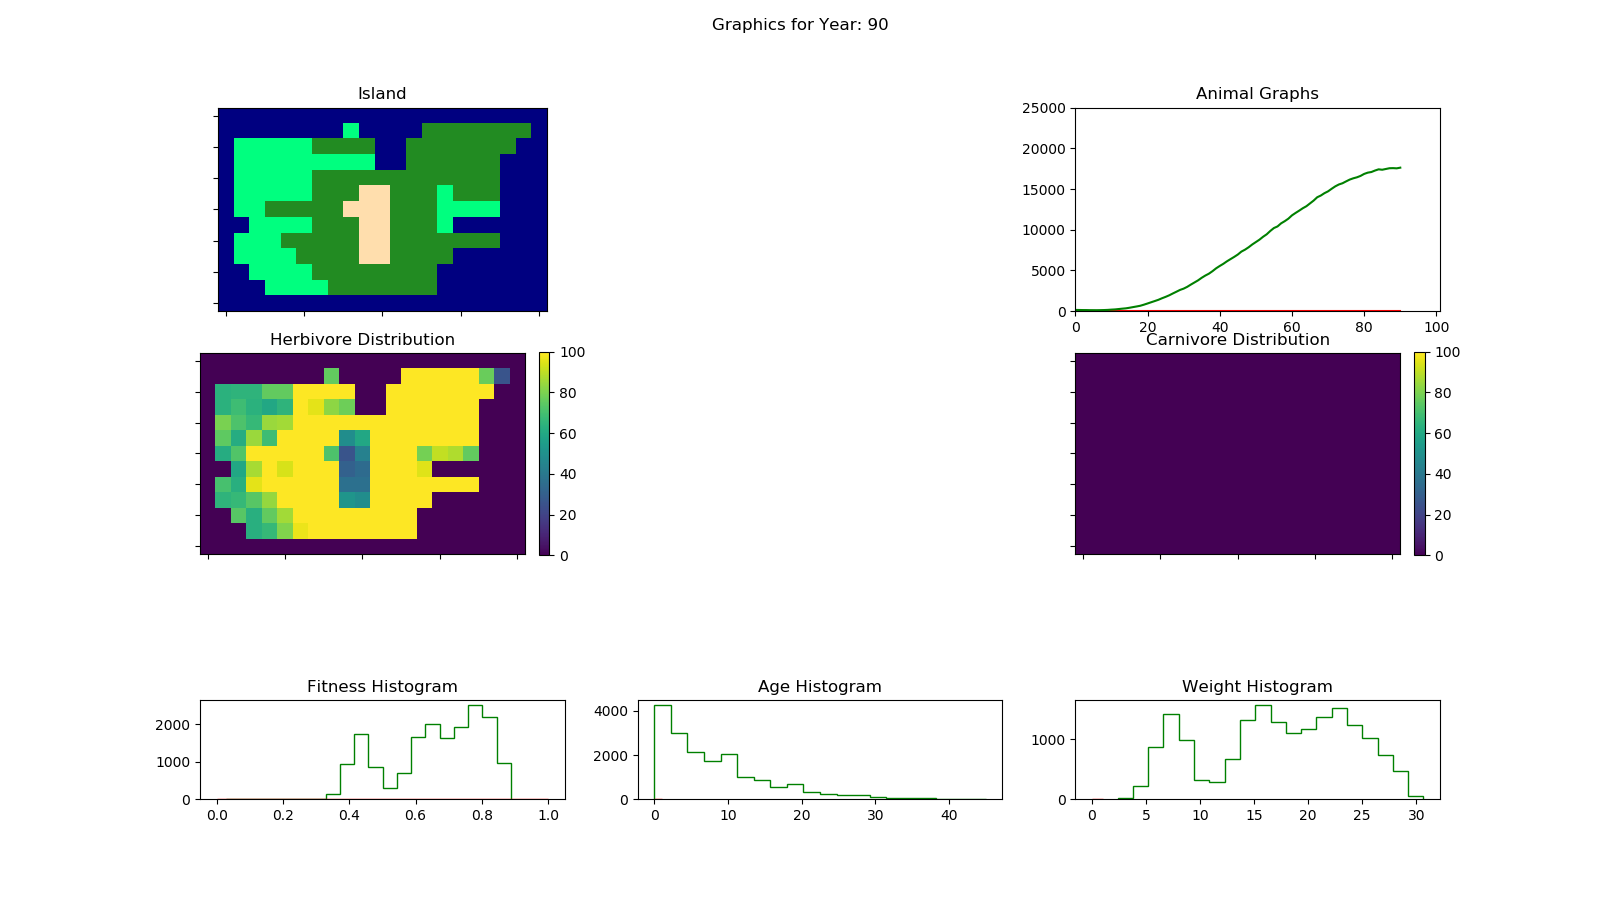 Graphics for Year: 90
Island
Animal Graphs
25000
20000
15000
10000
5000
0
0 20 40 60 80 100
Herbivore Distribution
100
80
60
40
20
0
Carnivore Distribution
100
80
60
40
20
0
Fitness Histogram
2000
1000
0
0.0 0.2 0.4 0.6 0.8 1.0
Age Histogram
4000
2000
0
0 10 20 30 40
Weight Histogram
1000
0
0 5 10 15 20 25 30